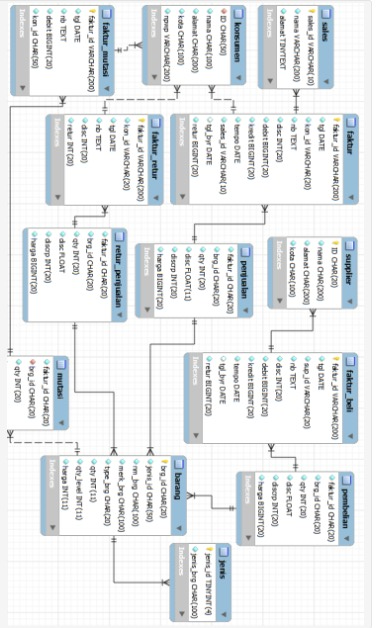 faktur_mutasi
faktur_id VARCHAR(200)
tgl DATE
nb TEXT
debit BIGINT(20)
kon_id CHAR(50)
Indexes
konsumen
ID CHAR(50)
nama CHAR(100)
alamat CHAR(200)
kota CHAR(100)
npwp VARCHAR(200)
Indexes
sales
sales_id VARCHAR(10)
nama VARCHAR(200)
alamat TINYTEXT
Indexes
faktur_retur
faktur_id VARCHAR(200)
kon_id VARCHAR(20)
tgl DATE
nb TEXT
disc INT(20)
retur INT(20)
Indexes
faktur
faktur_id VARCHAR(200)
tgl DATE
kon_id VARCHAR(20)
nb TEXT
disc INT(20)
debit BIGINT(20)
kredit BIGINT(20)
tempo DATE
sales_id VARCHAR(10)
tgl_byr DATE
retur BIGINT(20)
Indexes
retur_penjualan
faktur_id CHAR(20)
brg_id CHAR(20)
qty INT(20)
disc FLOAT
discrp INT(20)
harga BIGINT(20)
Indexes
penjualan
faktur_id CHAR(20)
brg_id CHAR(20)
qty INT(20)
disc FLOAT(11)
discrp INT(20)
harga BIGINT(20)
Indexes
supplier
ID CHAR(20)
nama CHAR(200)
alamat CHAR(200)
kota CHAR(100)
Indexes
mutasi
faktur_id CHAR(20)
brg_id CHAR(20)
qty INT(20)
Indexes
faktur_beli
faktur_id VARCHAR(200)
tgl DATE
sup_id VARCHAR(20)
nb TEXT
disc INT(20)
debit BIGINT(20)
kredit BIGINT(20)
tempo DATE
tgl_byr DATE
retur BIGINT(20)
Indexes
barang
brg_id CHAR(20)
jenis_id CHAR(50)
nm_brg CHAR(100)
merk_brg CHAR(100)
type_brg CHAR(20)
qty INT(11)
qty_level INT(11)
harga INT(11)
Indexes
pembelian
faktur_id CHAR(20)
brg_id CHAR(20)
qty INT(20)
disc FLOAT
discrp INT(20)
harga BIGINT(20)
Indexes
jenis
jenis_id TINYINT(4)
jenis_brg CHAR(100)
Indexes